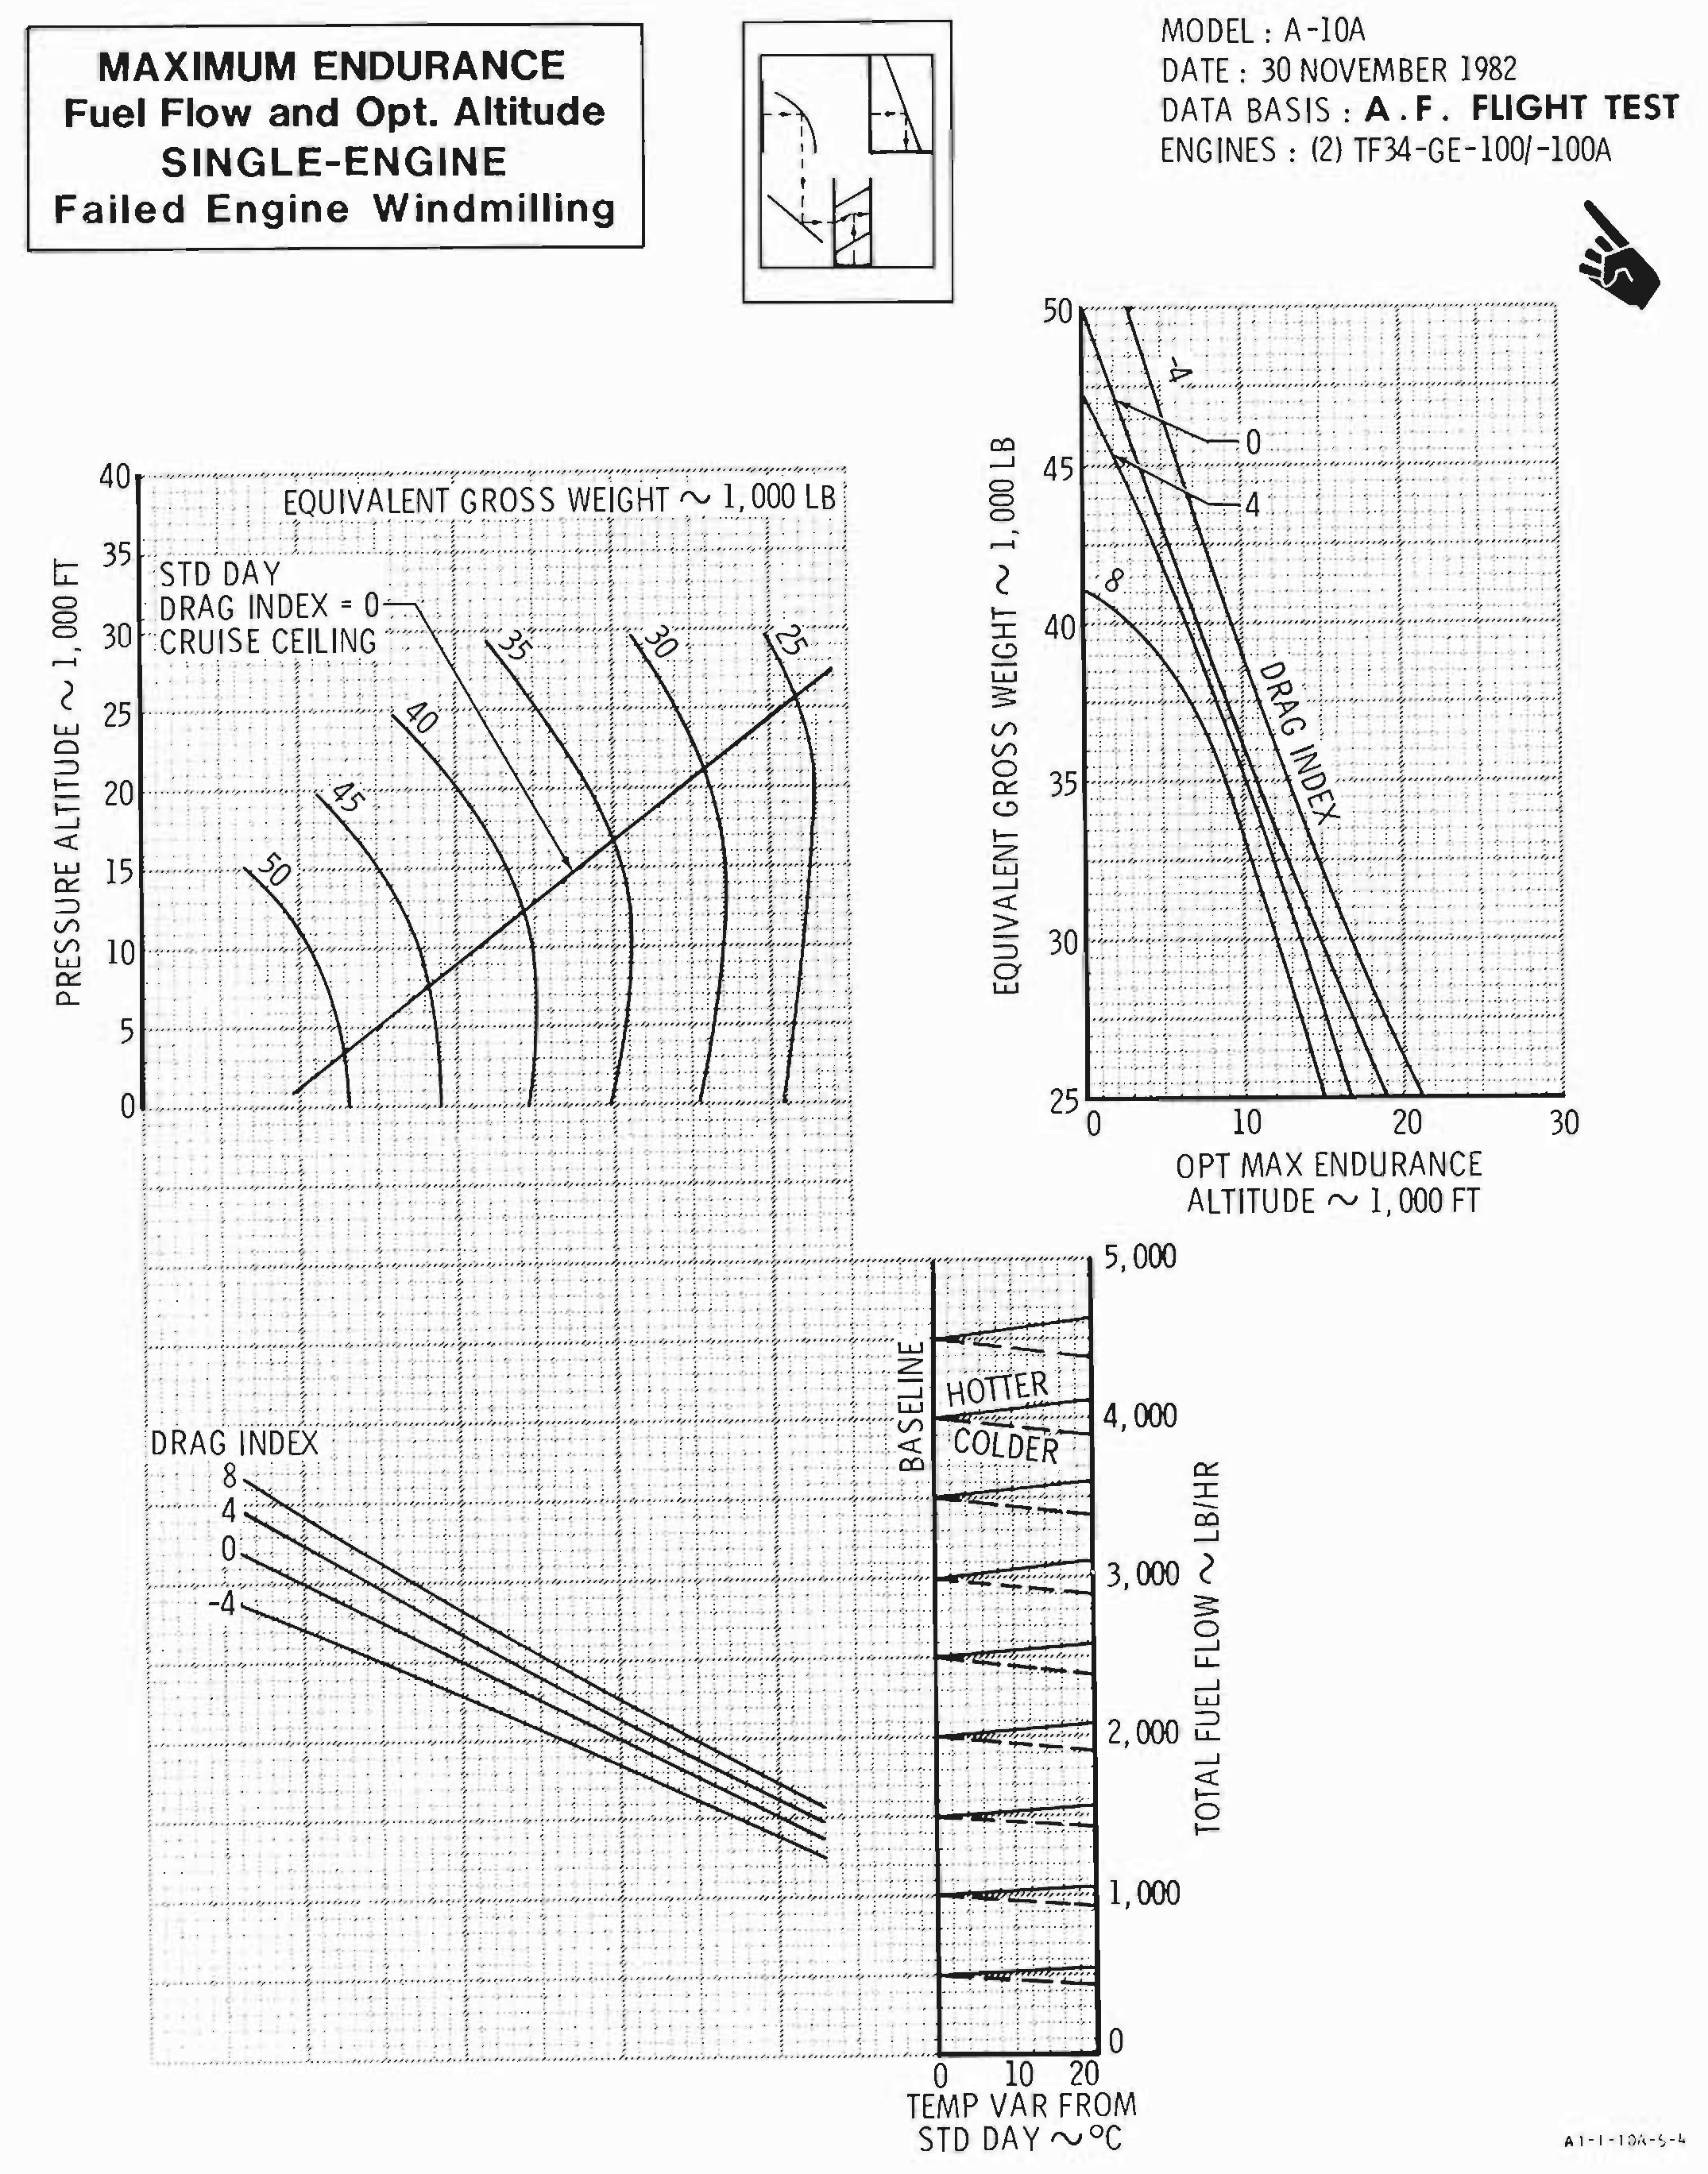 MAXIMUM ENDURANCE
Fuel Flow and Opt. Altitude
SINGLE-ENGINE
Failed Engine Windmilling
MODEL : A-10A
DATE : 30 NOVEMBER 1982
DATA BASIS : A.F. FLIGHT TEST
ENGINES : (2) TF34-GE-100/-100A
EQUIVALENT GROSS WEIGHT ~ 1,000 LB
STD DAY
DRAG INDEX = 0
CRUISE CEILING
PRESSURE ALTITUDE ~ 1,000 FT
40
35
30
25
20
15
10
5
0
50
45
40
35
30
25
EQUIVALENT GROSS WEIGHT ~ 1,000 LB
50
45
40
35
30
25
-4
0
4
8
DRAG INDEX
0
10
20
30
OPT MAX ENDURANCE
ALTITUDE ~ 1,000 FT
DRAG INDEX
8
4
0
-4
BASELINE
HOTTER
COLDER
5,000
4,000
3,000
2,000
1,000
0
TOTAL FUEL FLOW ~ LB/HR
0 10 20
TEMP VAR FROM
STD DAY ~ °C